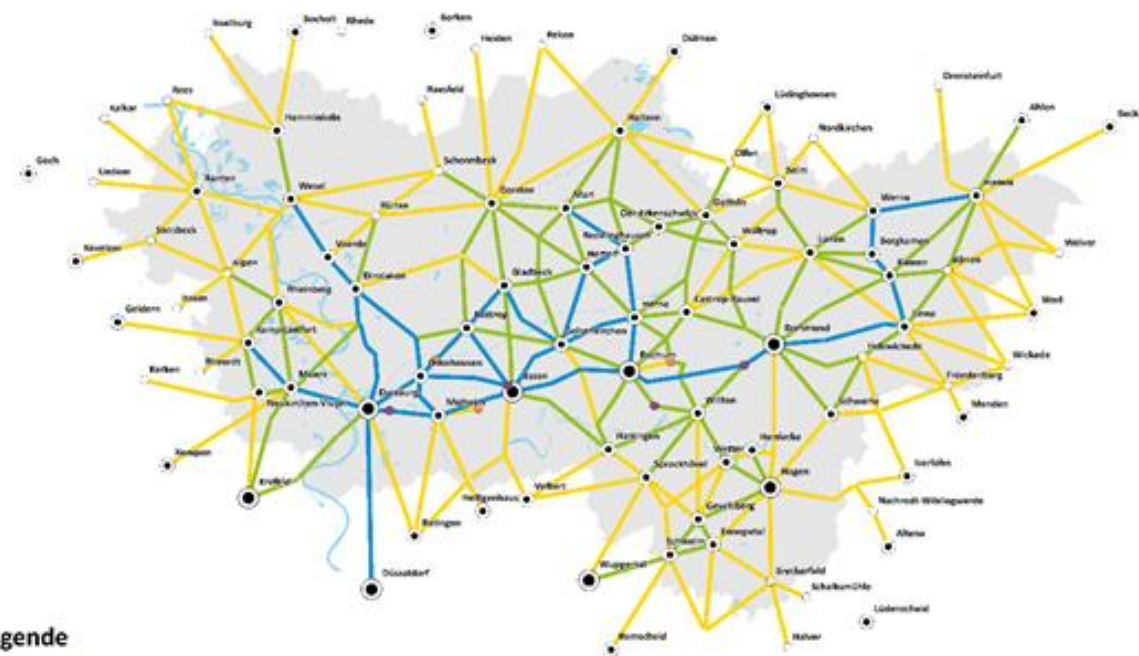 Isselburg
Bocholt
Rhede
Borken
Heiden
Reken
Dülmen
Rees
Kalkar
Raesfeld
Hamminkeln
Haltern
Lüdinghausen
Drensteinfurt
Ahlen
Beck
Nordkirchen
Olfen
Selm
Goch
Uedem
Xanten
Wesel
Schermbeck
Dorsten
Marl
Datteln
Werne
Hamm
Sonsbeck
Hünxe
Voerde
Oer-Erkenschwick
Waltrop
Lünen
Bergkamen
Kamen
Bönen
Welver
Kevelaer
Alpen
Dinslaken
Gladbeck
Recklinghausen
Herten
Issum
Rheinberg
Geldern
Kamp-Lintfort
Bottrop
Gelsenkirchen
Herne
Castrop-Rauxel
Dortmund
Unna
Werl
Rheurdt
Kerken
Moers
Neukirchen-Vluyn
Oberhausen
Duisburg
Mülheim
Essen
Bochum
Holzwickede
Wickede
Fröndenberg
Menden
Schwerte
Witten
Kempen
Krefeld
Hattingen
Sprockhövel
Wetter
Herdecke
Hagen
Iserlohn
Nachrodt-Wiblingwerde
Altena
Velbert
Heiligenhaus
Ratingen
Gevelsberg
Ennepetal
Schwelm
Wuppertal
Düsseldorf
Breckerfeld
Schalksmühle
Lüdenscheid
Halver
Remscheid
gende